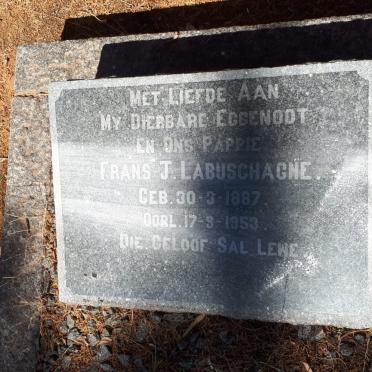 Met Liefde Aan
My Dierbare Eggenoot
En Ons Pappie
Frans J. Labuschagne.
Geb. 30-3-1887.
Oorl. 17-9-1953.
Die Geloof Sal Lewe